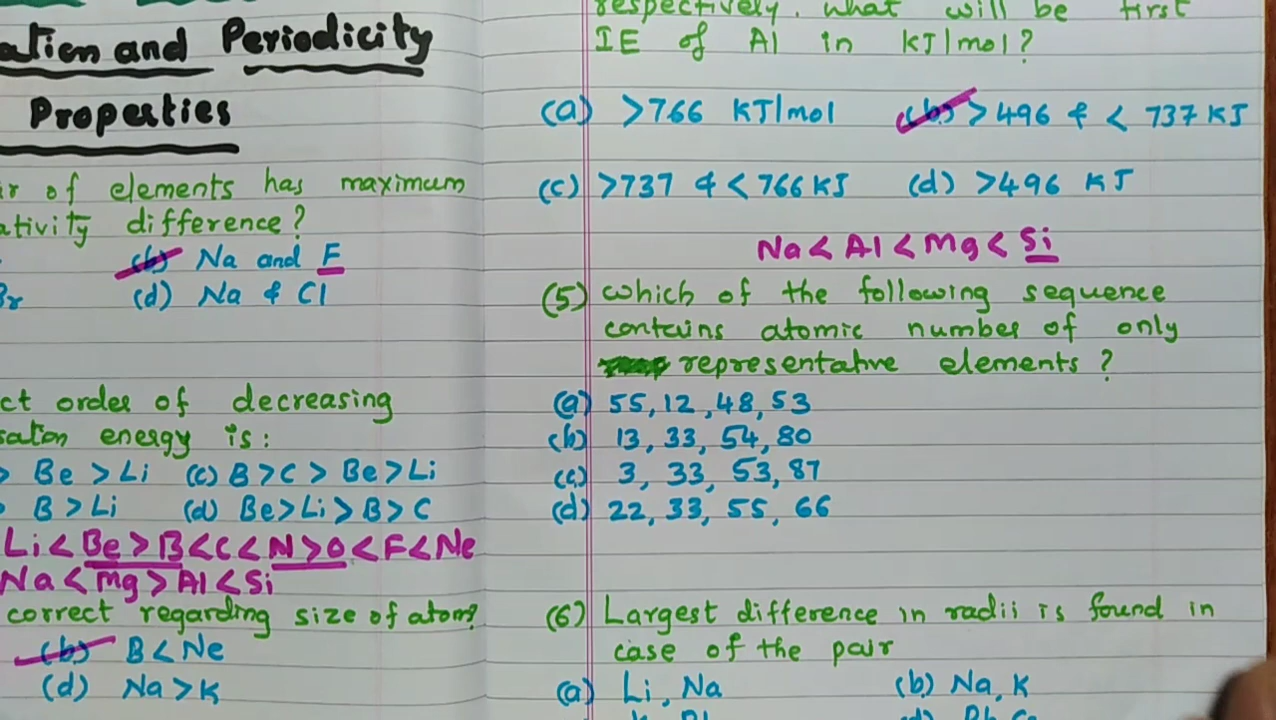 ation and Periodicity
Properties
ir of elements has maximum
ativity difference?
(b) Na and F
Br (d) Na & Cl
ct order of decreasing
sation energy is:
> Be > Li (c) B > C > Be > Li
> B > Li (d) Be > Li > B > C
Li < Be > B < C < N > O < F < Ne
Na < Mg > Al < Si
correct regarding size of atom?
(b) B < Ne
(d) Na > K
respectively. What will be first
IE of Al in KJ/mol?
(a) >766 KJ/mol (b) >496 & < 737 KJ
(c) >737 & < 766 KJ (d) >496 KJ
Na < Al < Mg < Si
(5) which of the following sequence
contains atomic number of only
representative elements ?
(a) 55, 12, 48, 53
(b) 13, 33, 54, 80
(c) 3, 33, 53, 87
(d) 22, 33, 55, 66
(6) Largest difference in radii is found in
case of the pair
(a) Li, Na (b) Na, K